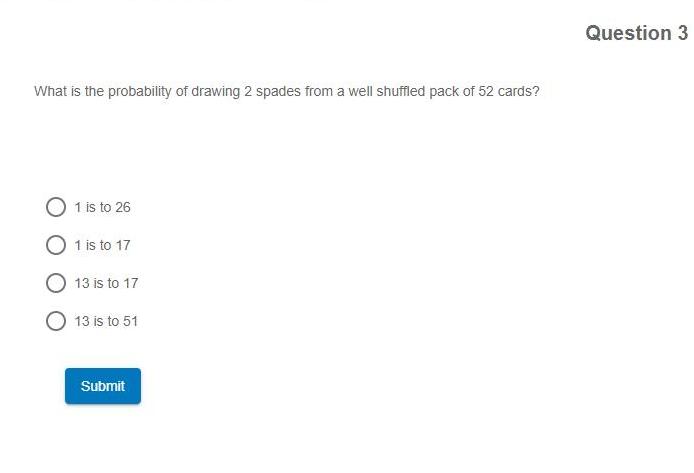 Question 3
What is the probability of drawing 2 spades from a well shuffled pack of 52 cards?
1 is to 26
1 is to 17
13 is to 17
13 is to 51
Submit